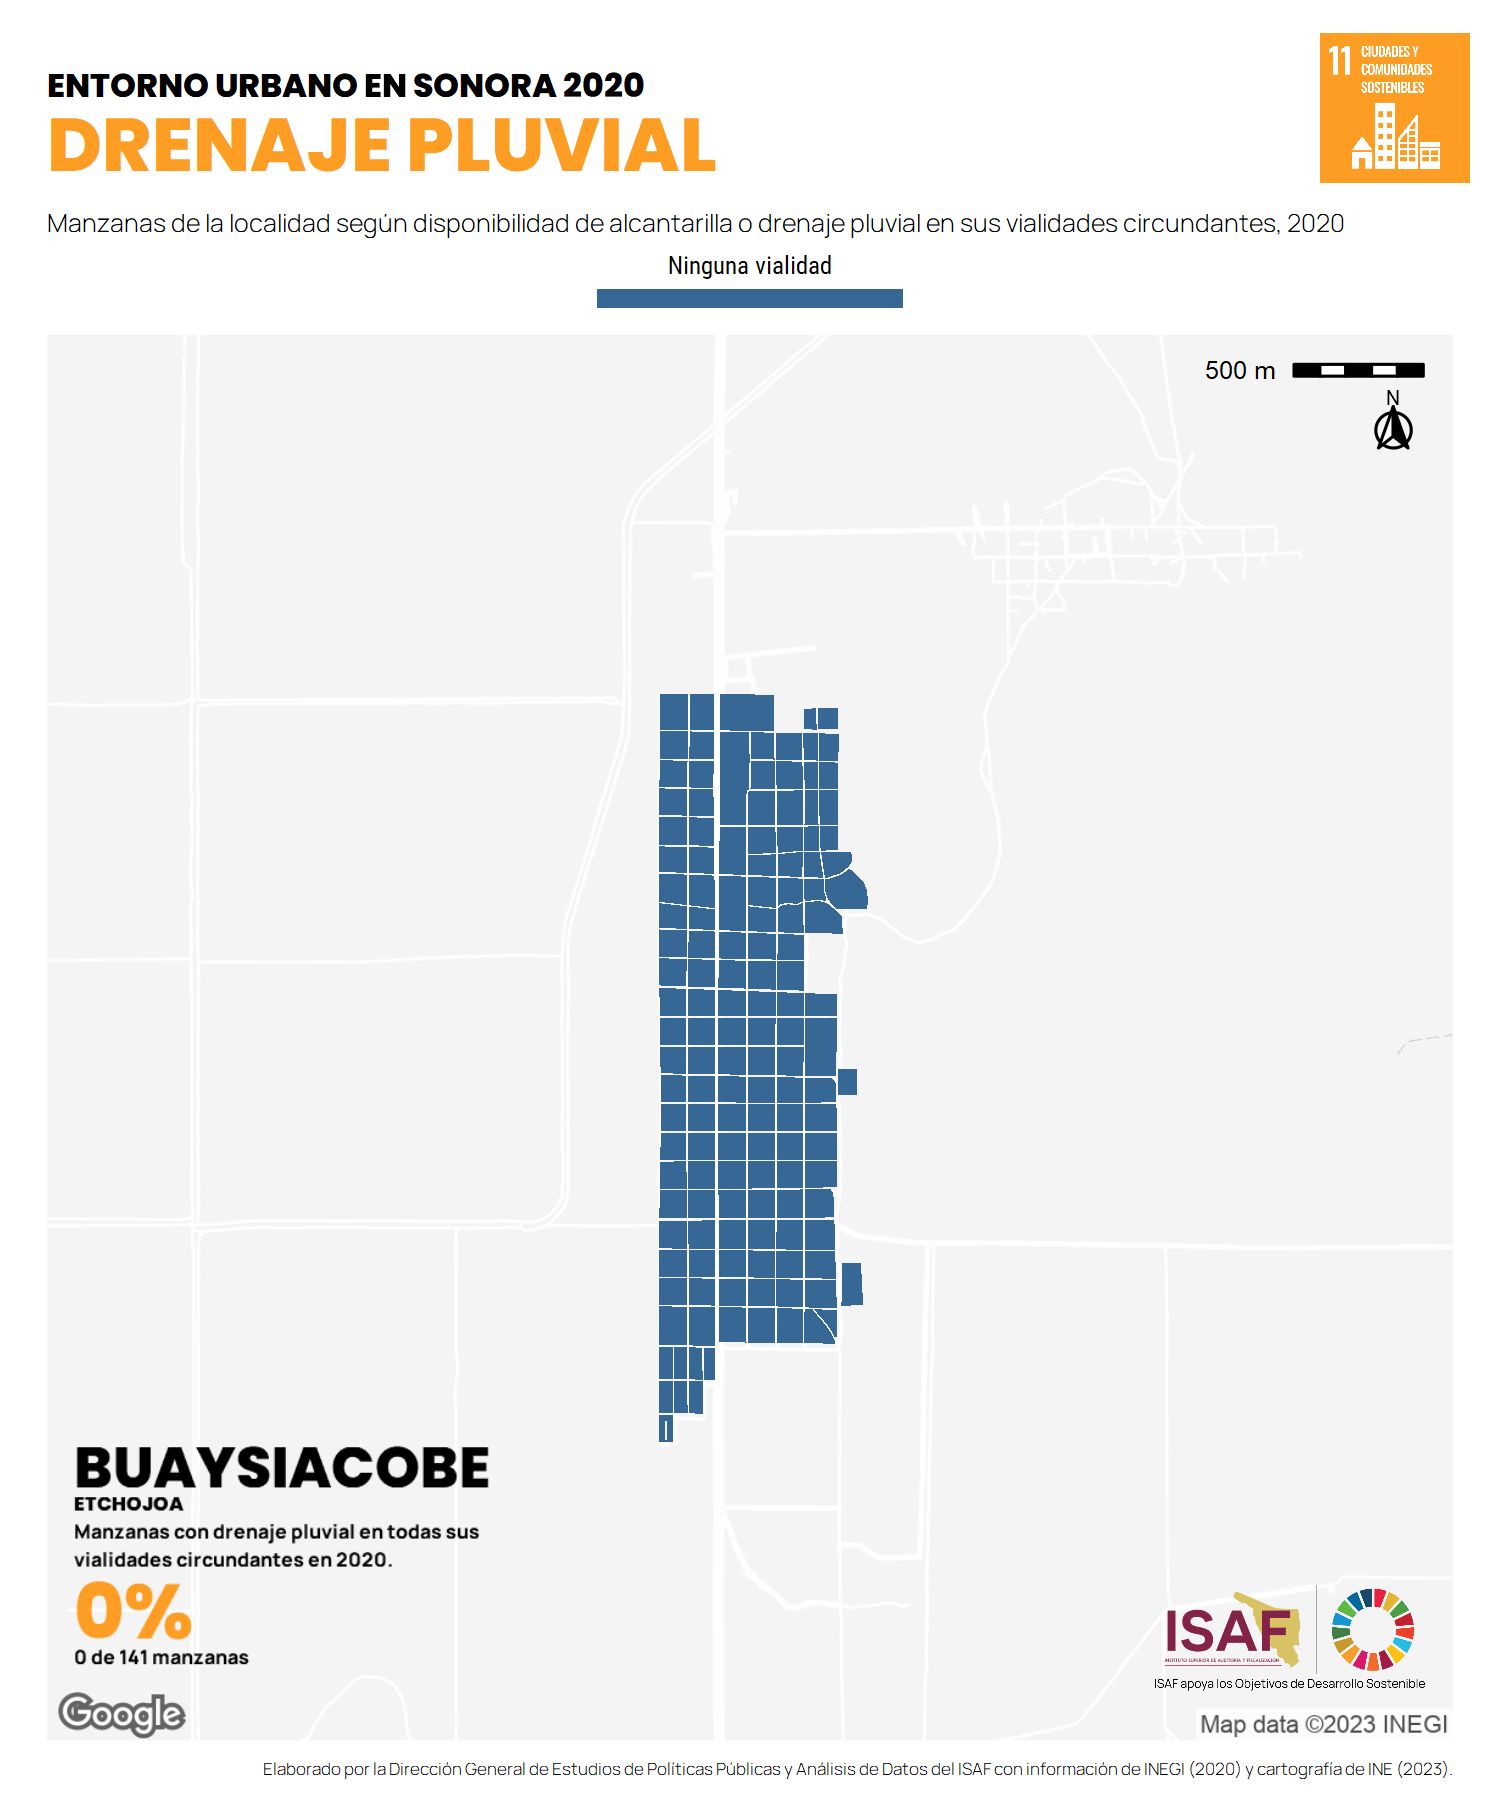 ENTORNO URBANO EN SONORA 2020
DRENAJE PLUVIAL
11 CIUDADES Y
COMUNIDADES
SOSTENIBLES
Manzanas de la localidad según disponibilidad de alcantarilla o drenaje pluvial en sus vialidades circundantes, 2020
Ninguna vialidad
500 m
N
BUAYSIACOBE
ETCHOJOA
Manzanas con drenaje pluvial en todas sus
vialidades circundantes en 2020.
0%
0 de 141 manzanas
ISAF
INSTITUTO SUPERIOR DE AUDITORÍA Y FISCALIZACIÓN
ISAF apoya los Objetivos de Desarrollo Sostenible
Google
Map data ©2023 INEGI
Elaborado por la Dirección General de Estudios de Políticas Públicas y Análisis de Datos del ISAF con información de INEGI (2020) y cartografía de INE (2023).